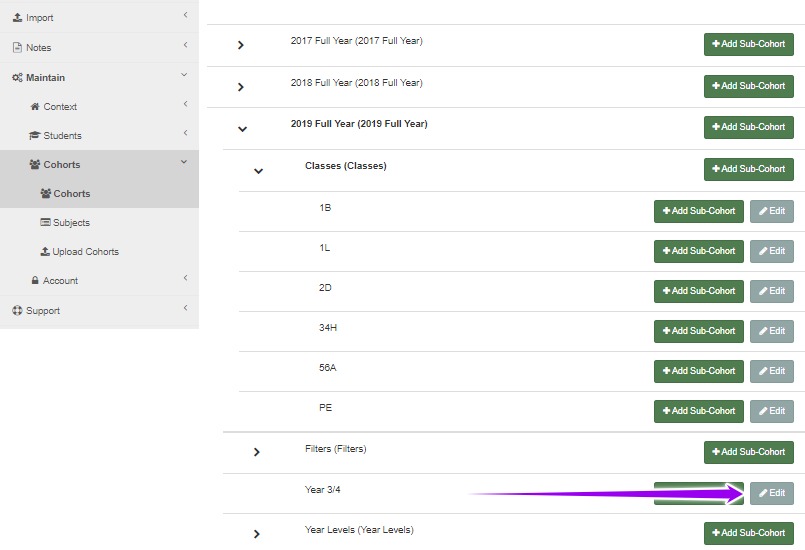 Import
Notes
Maintain
Context
Students
Cohorts
Cohorts
Subjects
Upload Cohorts
Account
Support
2017 Full Year (2017 Full Year) Add Sub-Cohort
2018 Full Year (2018 Full Year) Add Sub-Cohort
2019 Full Year (2019 Full Year) Add Sub-Cohort
Classes (Classes) Add Sub-Cohort
1B Add Sub-Cohort Edit
1L Add Sub-Cohort Edit
2D Add Sub-Cohort Edit
34H Add Sub-Cohort Edit
56A Add Sub-Cohort Edit
PE Add Sub-Cohort Edit
Filters (Filters) Add Sub-Cohort
Year 3/4 Edit
Year Levels (Year Levels) Add Sub-Cohort